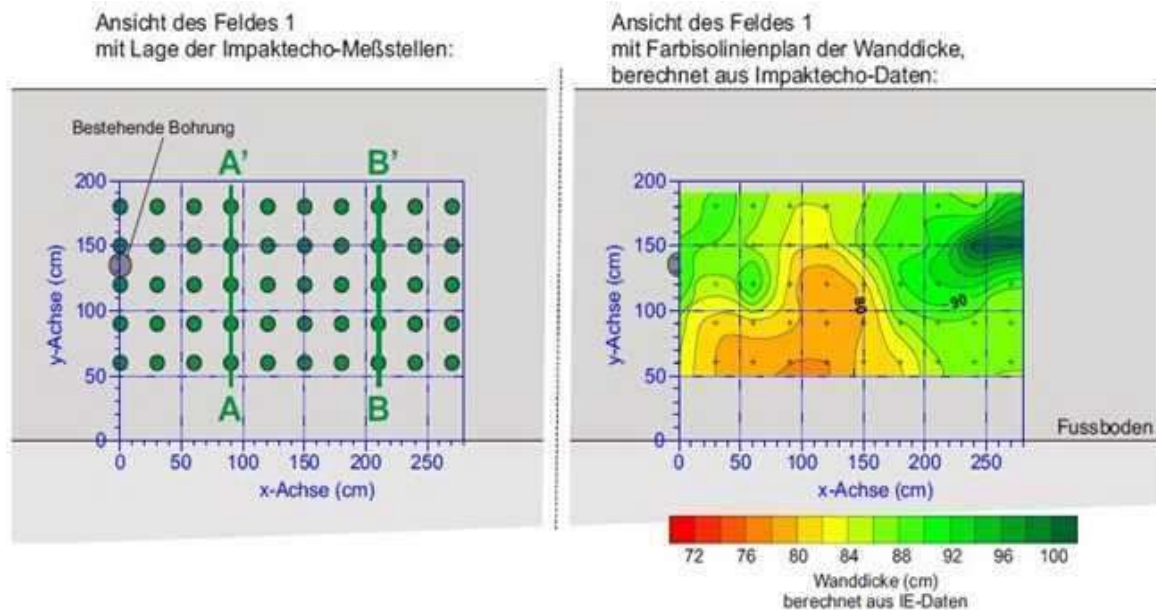 Ansicht des Feldes 1
mit Lage der Impaktecho-Meßstellen:
Bestehende Bohrung
A’
B’
200
150
100
50
0
y-Achse (cm)
A
B
0 50 100 150 200 250
x-Achse (cm)
Ansicht des Feldes 1
mit Farbisolinienplan der Wanddicke,
berechnet aus Impaktecho-Daten:
200
150
100
50
0
y-Achse (cm)
80
90
Fussboden
0 50 100 150 200 250
x-Achse (cm)
72 76 80 84 88 92 96 100
Wanddicke (cm)
berechnet aus IE-Daten